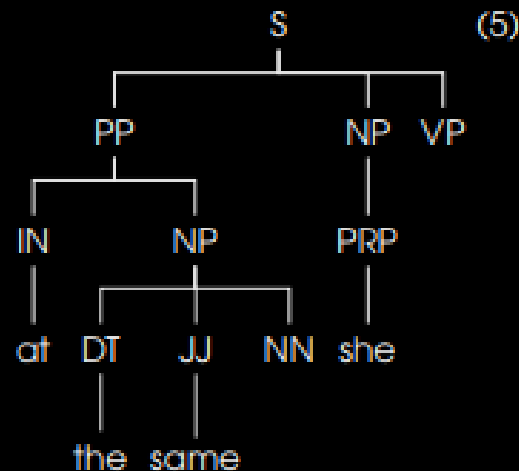 S (5)
PP NP VP
IN NP PRP
at DT JJ NN she
the same